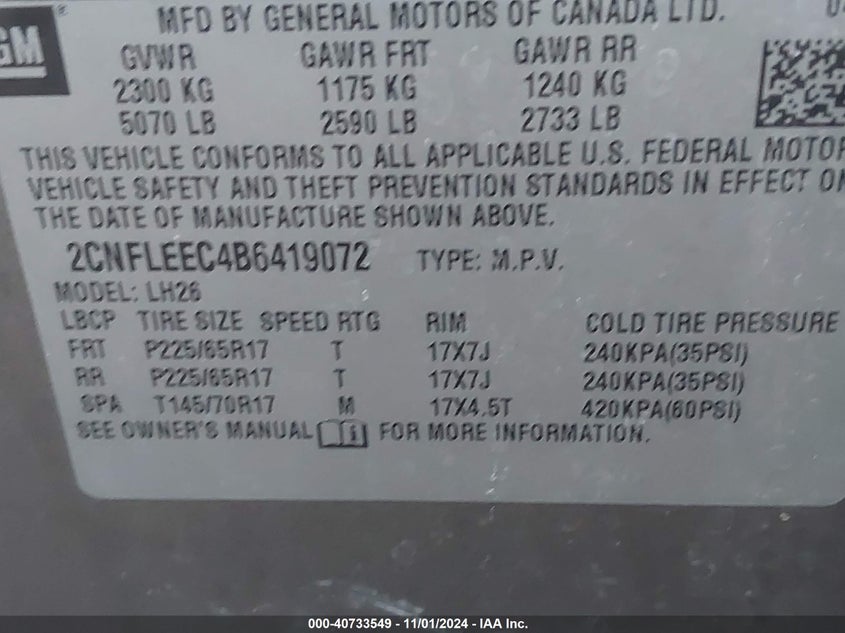 GM
MFD BY GENERAL MOTORS OF CANADA LTD.
GVWR GAWR FRT GAWR RR
2300 KG 1175 KG 1240 KG
5070 LB 2590 LB 2733 LB
THIS VEHICLE CONFORMS TO ALL APPLICABLE U.S. FEDERAL MOTOR
VEHICLE SAFETY AND THEFT PREVENTION STANDARDS IN EFFECT ON
THE DATE OF MANUFACTURE SHOWN ABOVE.
2CNFLEEC4B6419072 TYPE: M.P.V.
MODEL: LH26
LBCP TIRE SIZE SPEED RTG RIM COLD TIRE PRESSURE
FRT P225/65R17 T 17X7J 240KPA(35PSI)
RR P225/65R17 T 17X7J 240KPA(35PSI)
SPA T145/70R17 M 17X4.5T 420KPA(60PSI)
SEE OWNER'S MANUAL FOR MORE INFORMATION.
000-40733549 - 11/01/2024 - IAA Inc.